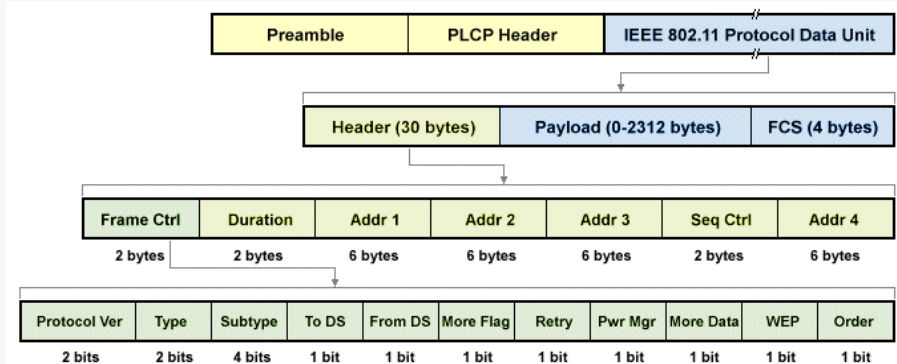 Preamble PLCP Header IEEE 802.11 Protocol Data Unit
Header (30 bytes) Payload (0-2312 bytes) FCS (4 bytes)
Frame Ctrl Duration Addr 1 Addr 2 Addr 3 Seq Ctrl Addr 4
2 bytes 2 bytes 6 bytes 6 bytes 6 bytes 2 bytes 6 bytes
Protocol Ver Type Subtype To DS From DS More Flag Retry Pwr Mgr More Data WEP Order
2 bits 2 bits 4 bits 1 bit 1 bit 1 bit 1 bit 1 bit 1 bit 1 bit 1 bit